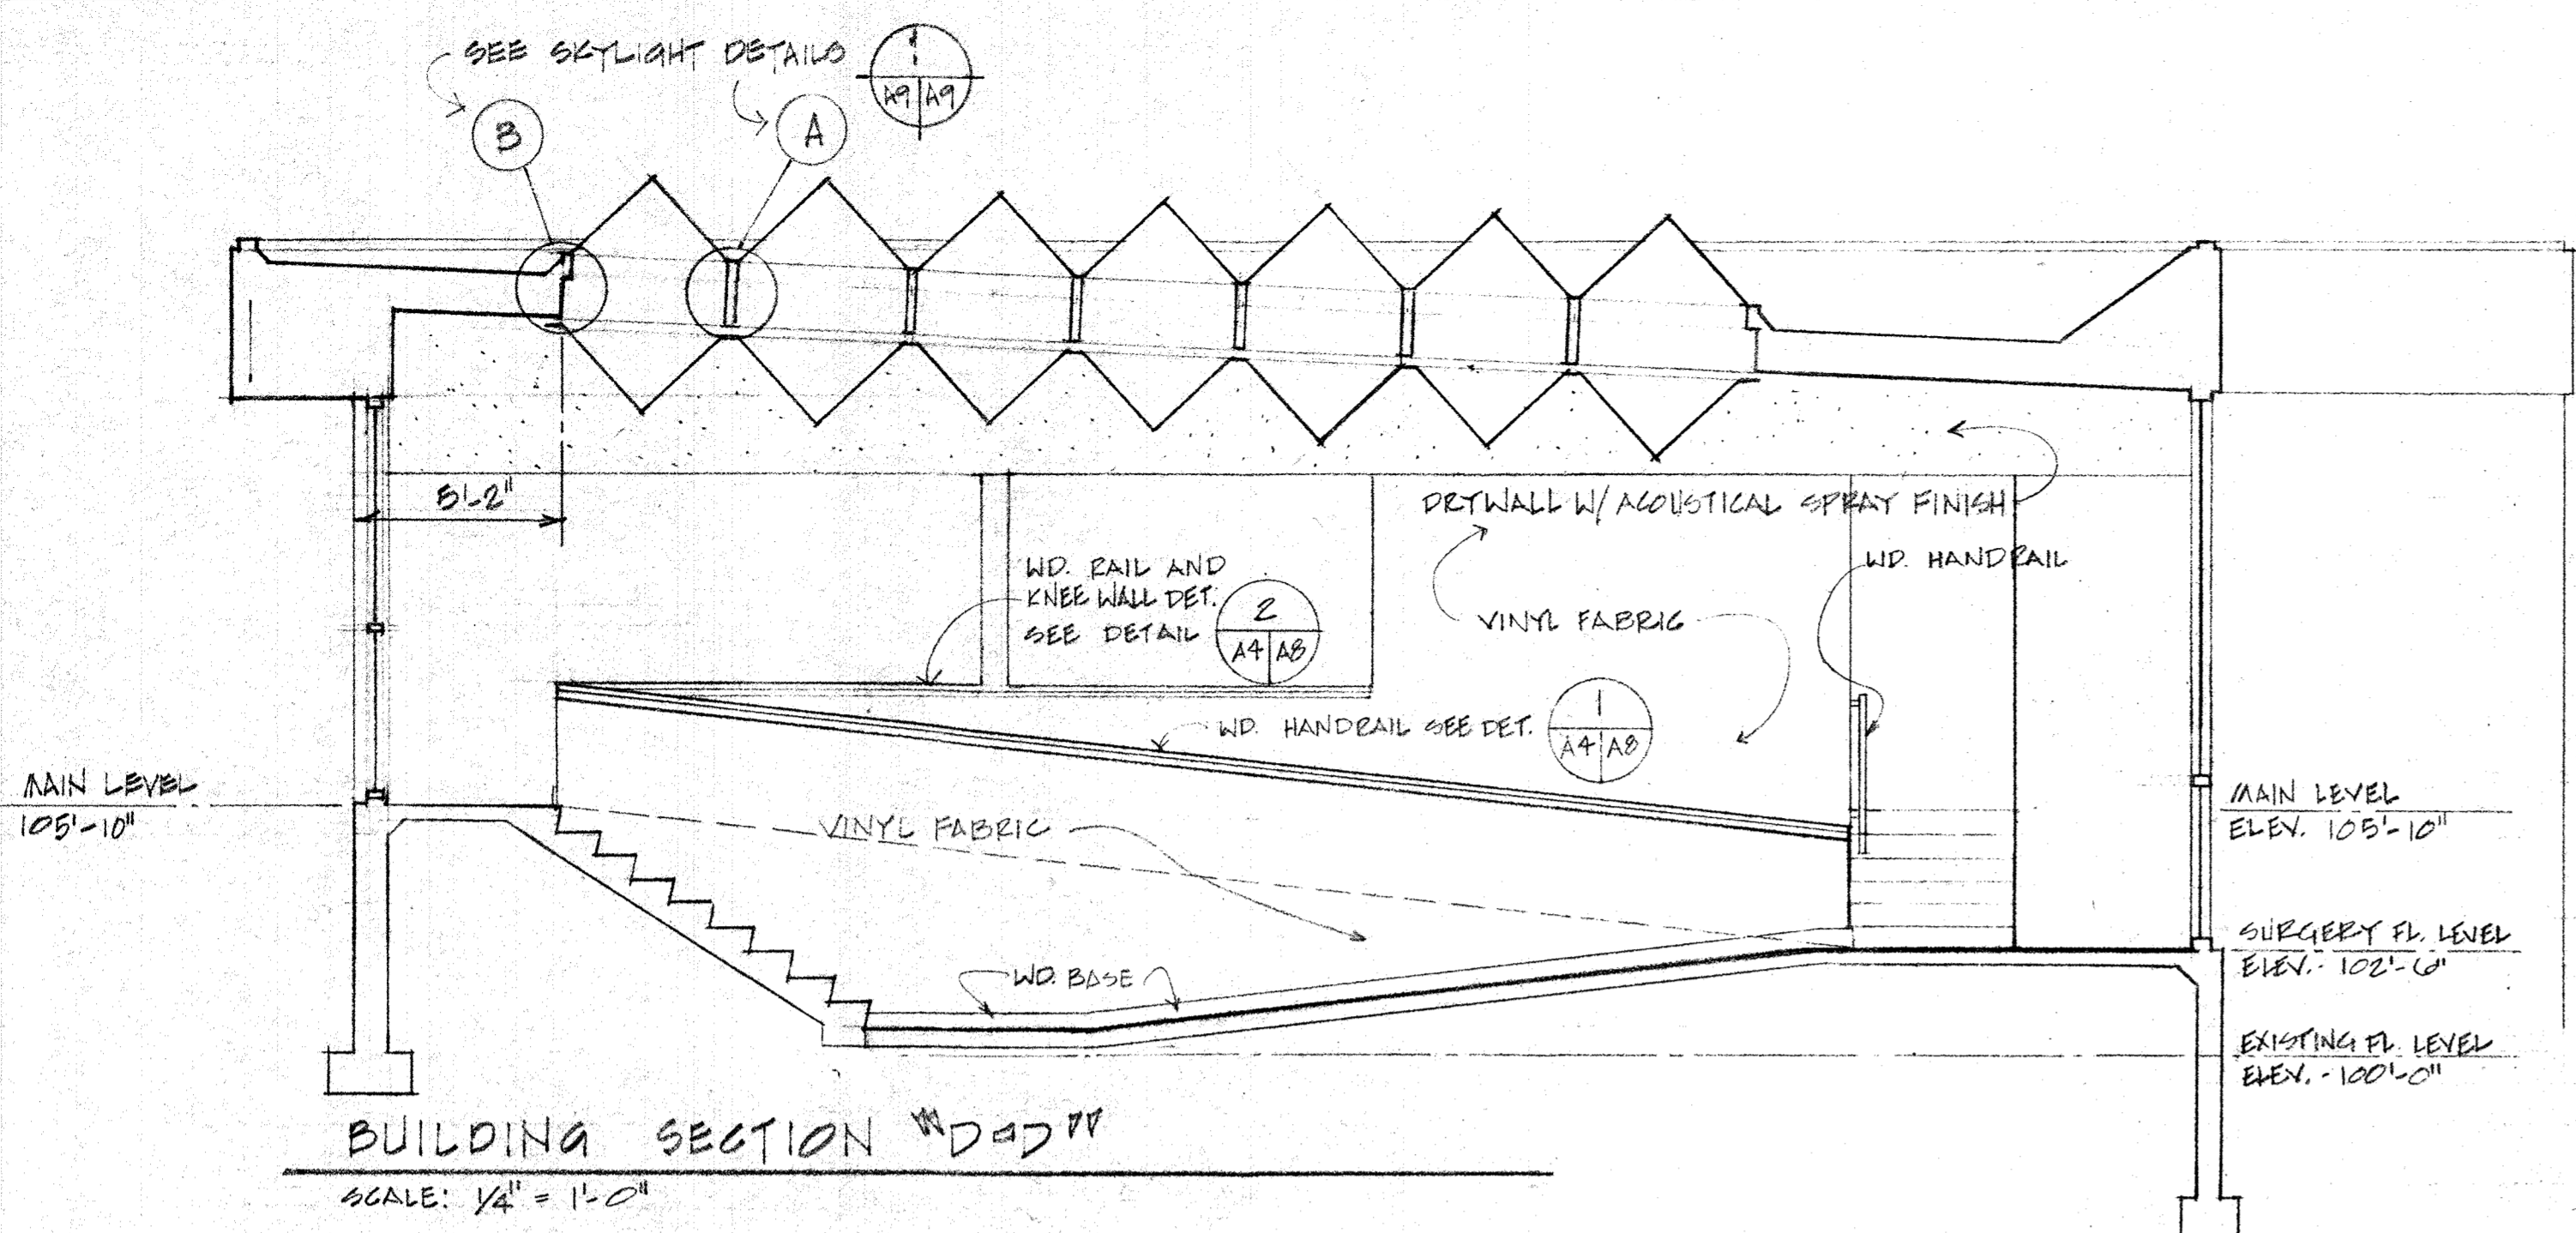 SEE SKYLIGHT DETAILS
1
A9 A9
B
A
5'-2"
DRYWALL W/ ACOUSTICAL SPRAY FINISH
WD. RAIL AND
KNEE WALL DET.
SEE DETAIL
2
A4 A8
WD. HANDRAIL
VINYL FABRIC
WD. HANDRAIL SEE DET.
1
A4 A8
MAIN LEVEL
105'-10"
VINYL FABRIC
MAIN LEVEL
ELEV. 105'-10"
WD. BASE
SURGERY FL. LEVEL
ELEV. - 102'-6"
EXISTING FL. LEVEL
ELEV. - 100'-0"
BUILDING SECTION "D-D"
SCALE: 1/4" = 1'-0"